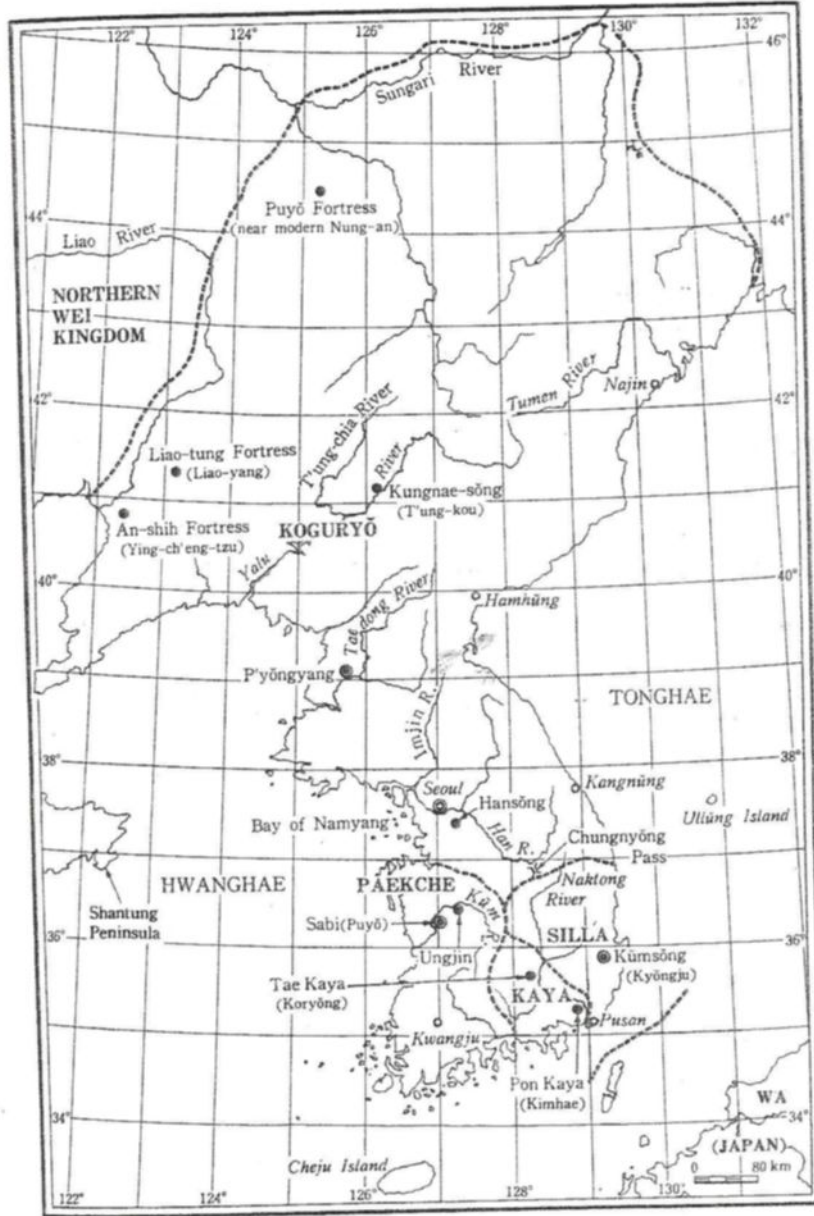 122° 124° 126° 128° 130° 132°
46°
Sungari River
Puyŏ Fortress
(near modern Nung-an)
44° 44°
Liao River
NORTHERN
WEI
KINGDOM
Tumen River
Najin
42° 42°
T'ung-chia River
Liao-tung Fortress
(Liao-yang)
River
Kungnae-sŏng
(T'ung-kou)
An-shih Fortress
(Ying-ch'eng-tzu)
KOGURYŎ
Yalu
40° 40°
Hamhŭng
Taedong River
P'yŏngyang
TONGHAE
Imjin R.
38° 38°
Seoul
Kangnŭng
Hansŏng
Ullŭng Island
Bay of Namyang
Han R.
Chungnyŏng
Pass
HWANGHAE
PAEKCHE
Naktong
River
Shantung
Peninsula
Kŭm R.
Sabi(Puyŏ)
SILLA
36° 36°
Ungjin
Kŭmsŏng
(Kyŏngju)
Tae Kaya
(Koryŏng)
KAYA
Pusan
Kwangju
Pon Kaya
(Kimhae)
WA
34° 34°
(JAPAN)
Cheju Island
0 80 km
122° 124° 126° 128° 130°